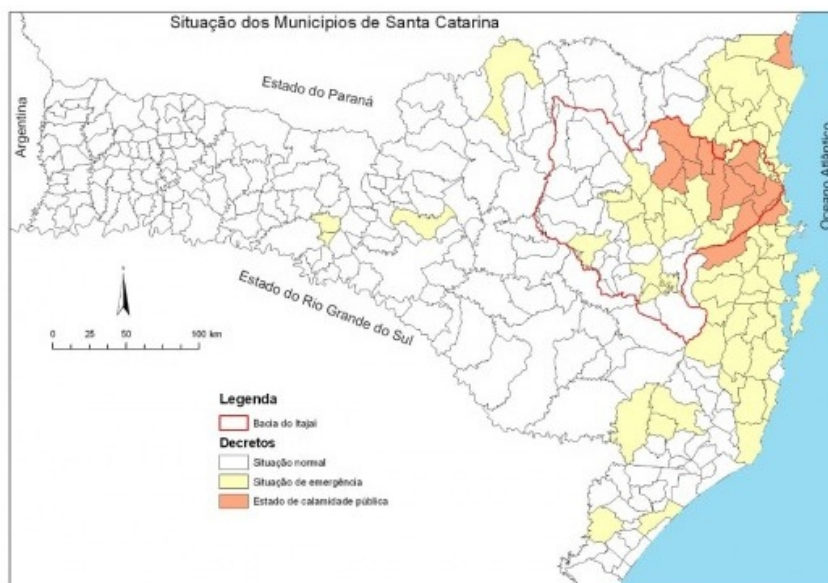 Situação dos Municípios de Santa Catarina
Argentina
Estado do Paraná
Oceano Atlântico
Estado do Rio Grande do Sul
0 25 50 100 km
Legenda
Bacia do Itajaí
Decretos
Situação normal
Situação de emergência
Estado de calamidade pública